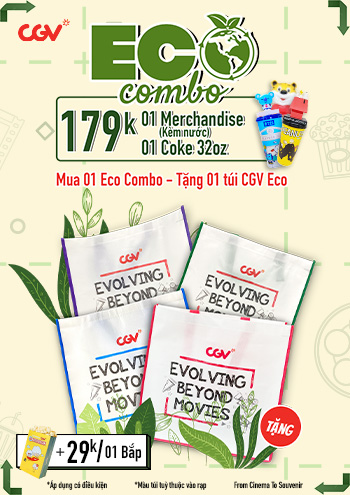 CGV*
ECO
combo
179k
01 Merchandise
(Kèm nước)
01 Coke 32oz
Mua 01 Eco Combo - Tặng 01 túi CGV Eco
CGV*
EVOLVING
BEYOND
CGV*
EVOLVING
BEYOND
MOVIES
CGV*
EVOLVING
BEYOND
MOVIES
CGV*
EVOLVING
BEYOND
MOVIES
TẶNG
+ 29k/01 Bắp
*Áp dụng có điều kiện
*Màu túi tuỳ thuộc vào rạp
From Cinema To Souvenir